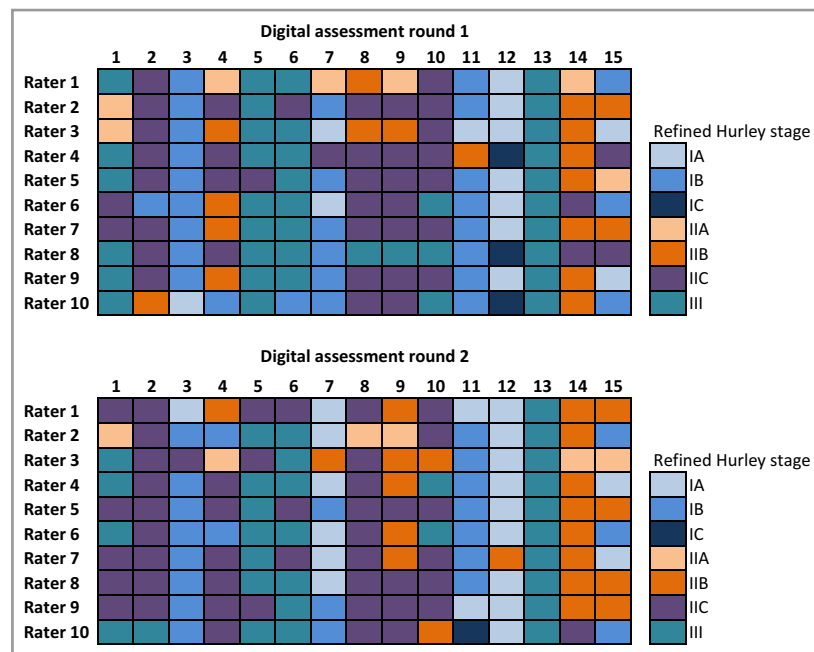 Digital assessment round 1
1 2 3 4 5 6 7 8 9 10 11 12 13 14 15
Rater 1
Rater 2
Rater 3
Rater 4
Rater 5
Rater 6
Rater 7
Rater 8
Rater 9
Rater 10
Refined Hurley stage
IA
IB
IC
IIA
IIB
IIC
III
Digital assessment round 2
1 2 3 4 5 6 7 8 9 10 11 12 13 14 15
Rater 1
Rater 2
Rater 3
Rater 4
Rater 5
Rater 6
Rater 7
Rater 8
Rater 9
Rater 10
Refined Hurley stage
IA
IB
IC
IIA
IIB
IIC
III